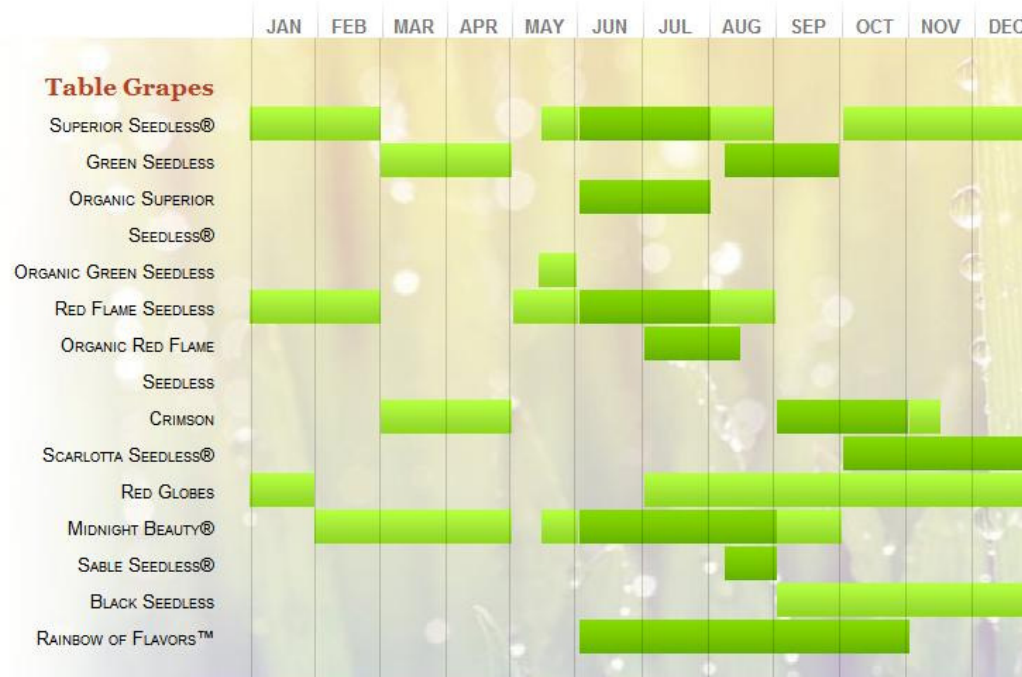 JAN FEB MAR APR MAY JUN JUL AUG SEP OCT NOV DEC
Table Grapes
Superior Seedless®
Green Seedless
Organic Superior
Seedless®
Organic Green Seedless
Red Flame Seedless
Organic Red Flame
Seedless
Crimson
Scarlotta Seedless®
Red Globes
Midnight Beauty®
Sable Seedless®
Black Seedless
Rainbow of Flavors™